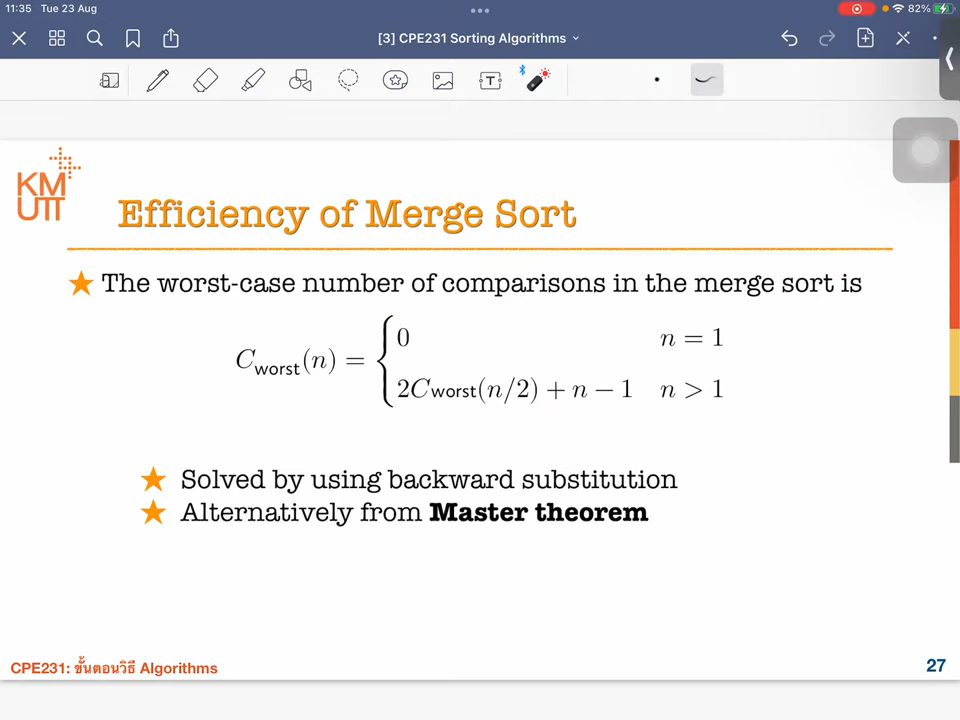 11:35 Tue 23 Aug
82%
[3] CPE231 Sorting Algorithms
T
KM
UTT
Efficiency of Merge Sort
★ The worst-case number of comparisons in the merge sort is
0 n = 1
C_worst(n) = {
2C_worst(n/2) + n − 1 n > 1
★ Solved by using backward substitution
★ Alternatively from Master theorem
CPE231: ขั้นตอนวิธี Algorithms
27